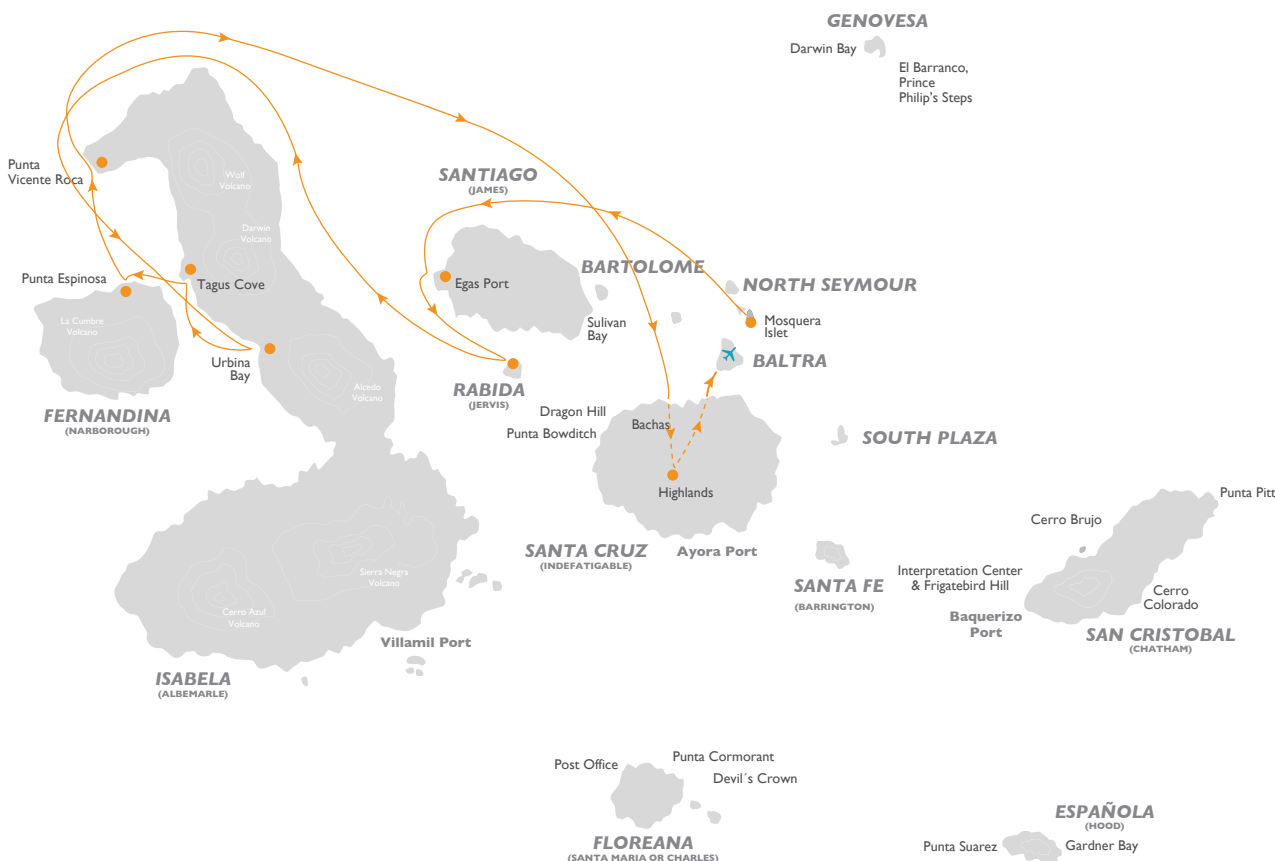 GENOVESA
Darwin Bay
El Barranco,
Prince
Philip's Steps
Punta
Vicente Roca
Wolf
Volcano
SANTIAGO
(JAMES)
Darwin
Volcano
BARTOLOME
NORTH SEYMOUR
Punta Espinosa
Tagus Cove
Egas Port
La Cumbre
Volcano
Sulivan
Bay
Mosquera
Islet
Urbina
Bay
BALTRA
Alcedo
Volcano
RABIDA
(JERVIS)
FERNANDINA
(NARBOROUGH)
Dragon Hill
Bachas
Punta Bowditch
SOUTH PLAZA
Highlands
Punta Pitt
Cerro Brujo
SANTA CRUZ
(INDEFATIGABLE)
Ayora Port
Sierra Negra
Volcano
SANTA FE
(BARRINGTON)
Interpretation Center
& Frigatebird Hill
Cerro
Colorado
Cerro Azul
Volcano
Baquerizo
Port
SAN CRISTOBAL
(CHATHAM)
Villamil Port
ISABELA
(ALBEMARLE)
Punta Cormorant
Post Office
Devil´s Crown
FLOREANA
(SANTA MARIA OR CHARLES)
ESPAÑOLA
(HOOD)
Punta Suarez
Gardner Bay